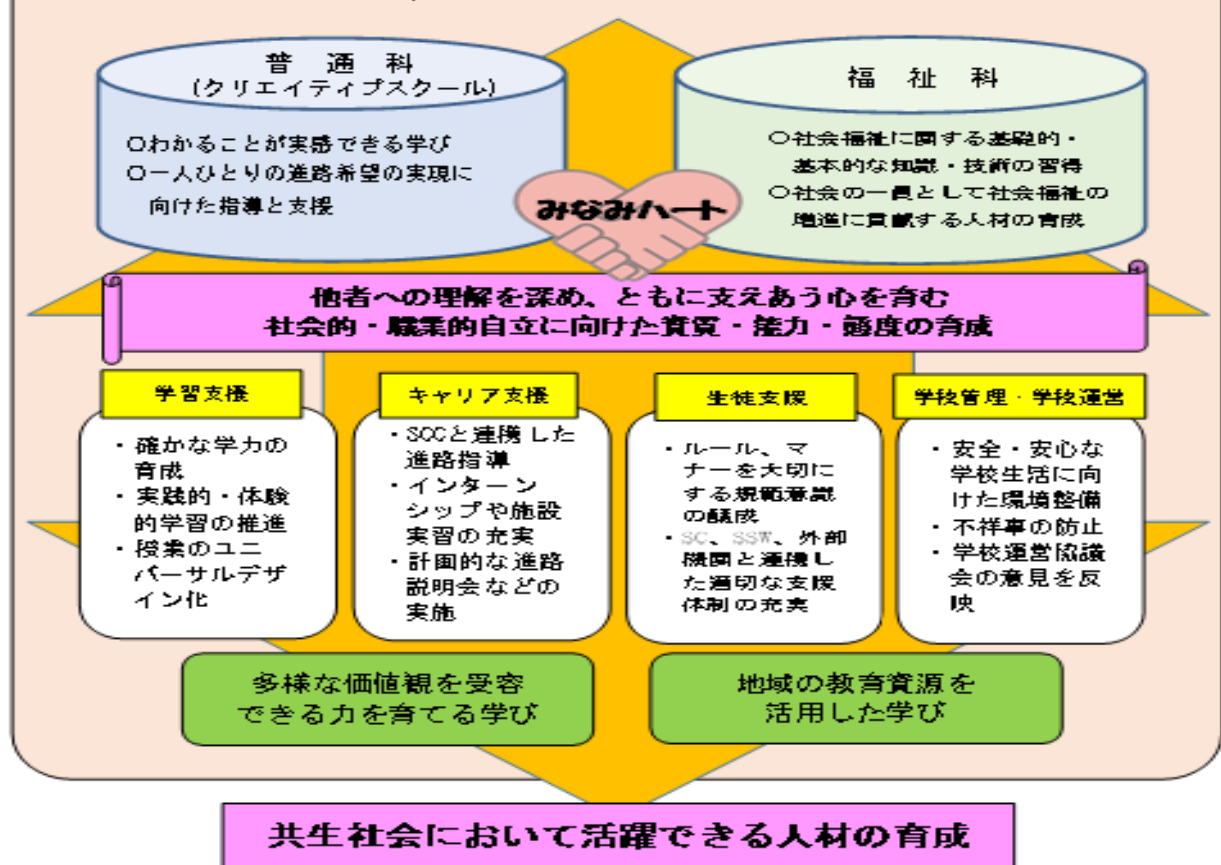 普通科
(クリエイティブスクール)
○わかることが実感できる学び
○一人ひとりの進路希望の実現に
向けた指導と支援
福祉科
○社会福祉に関する基礎的・
基本的な知識・技術の習得
○社会の一員として社会福祉の
増進に貢献する人材の育成
みなみハート
他者への理解を深め、ともに支えあう心を育む
社会的・職業的自立に向けた資質・能力・態度の育成
学習支援
・確かな学力の
育成
・実践的・体験
的学習の推進
・授業のユニ
バーサルデザ
イン化
キャリア支援
・SCCと連携した
進路指導
・インターン
シップや施設
実習の充実
・計画的な進路
説明会などの
実施
生徒支援
・ルール、マ
ナーを大切に
する規範意識
の醸成
・SC、SSW、外部
機関と連携し
た適切な支援
体制の充実
学校管理・学校運営
・安全・安心な
学校生活に向
けた環境整備
・不祥事の防止
・学校運営協議
会の意見を反
映
多様な価値観を受容
できる力を育てる学び
地域の教育資源を
活用した学び
共生社会において活躍できる人材の育成